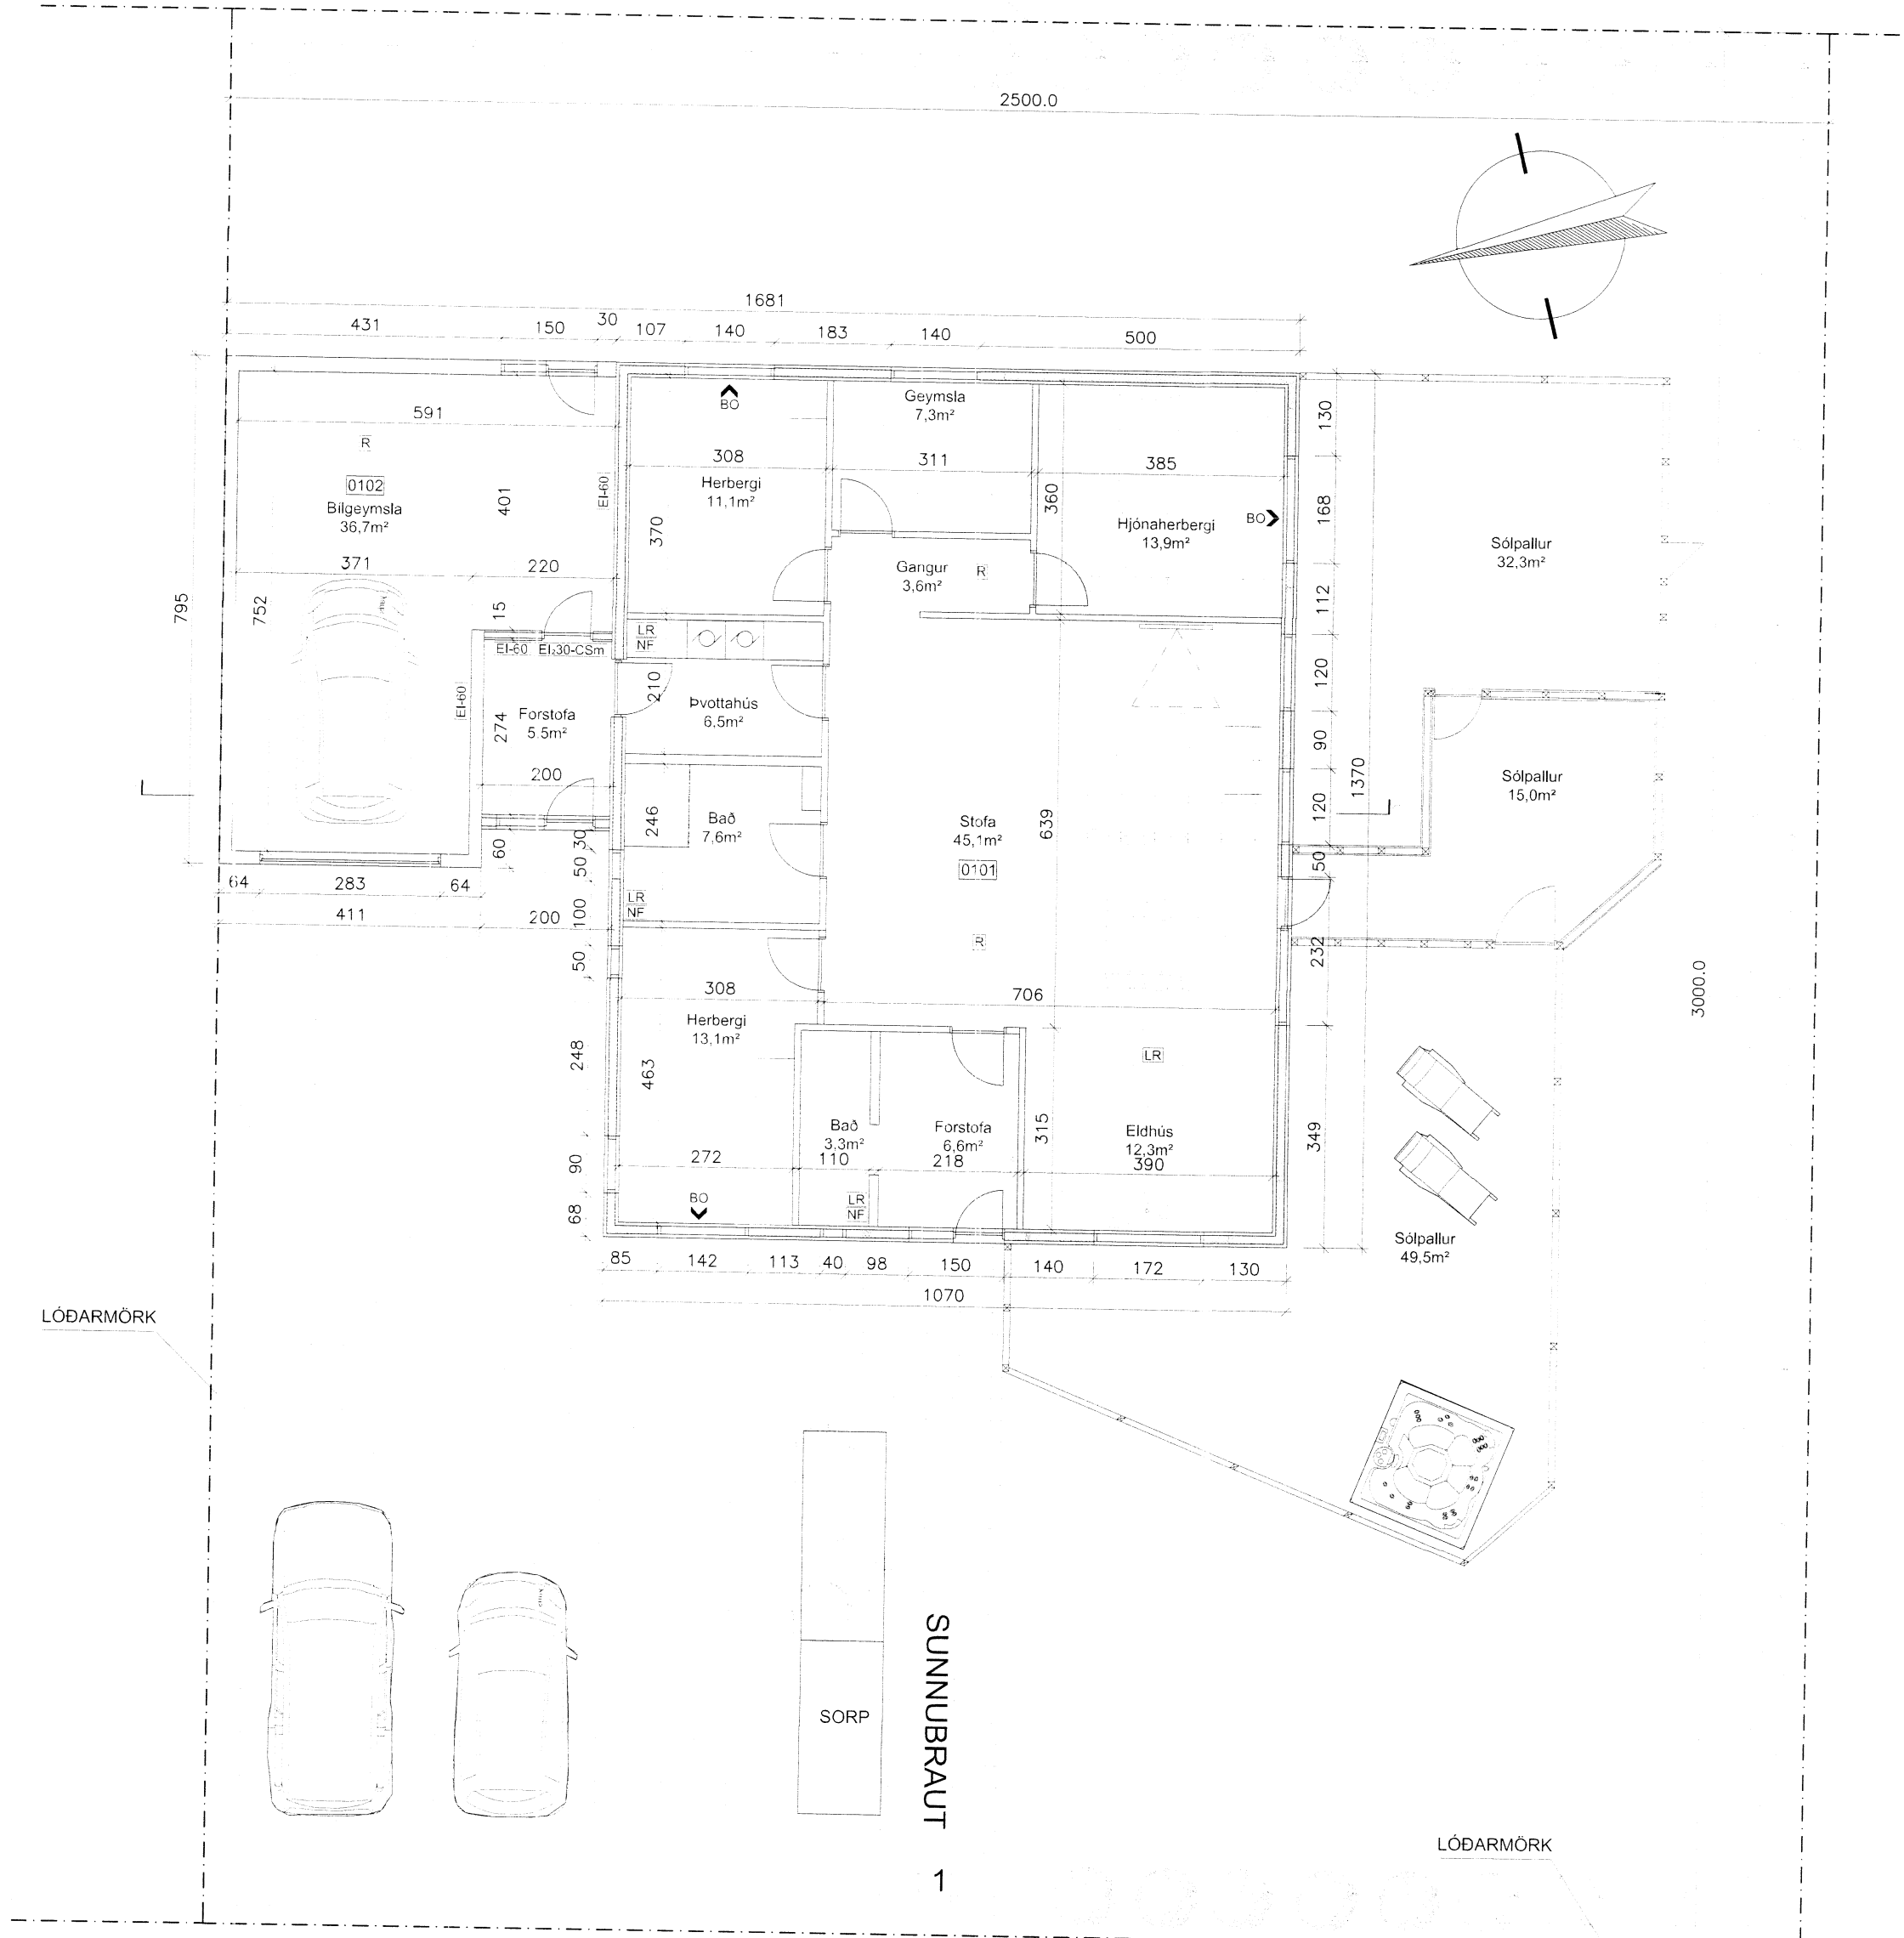 2500.0
1681
431 150 30 107 140 183 140 500
591
R
0102
Bílgeymsla
36,7m²
401
EI-60
371 220
752
795
15
EI-60 EI₂30-CSm
EI-60
274
Forstofa
5.5m²
200
60
64 283 64
411 200
BO
308
Herbergi
11,1m²
370
Geymsla
7,3m²
311
360
385
Hjónaherbergi
13,9m²
BO
Gangur
3,6m²
R
LR
NF
210
Þvottahús
6,5m²
246
Bað
7,6m²
LR
NF
Stofa
45,1m²
0101
639
R
706
30
50
100
50
248
90
68
308
Herbergi
13,1m²
463
272
BO
Bað
3,3m²
110
LR
NF
Forstofa
6,6m²
218
315
LR
Eldhús
12,3m²
390
130
168
112
120
90
120
50
232
349
1370
Sólpallur
32,3m²
Sólpallur
15,0m²
3000.0
Sólpallur
49,5m²
85 142 113 40 98 150 140 172 130
1070
LÓÐARMÖRK
SORP
SUNNUBRAUT 1
LÓÐARMÖRK